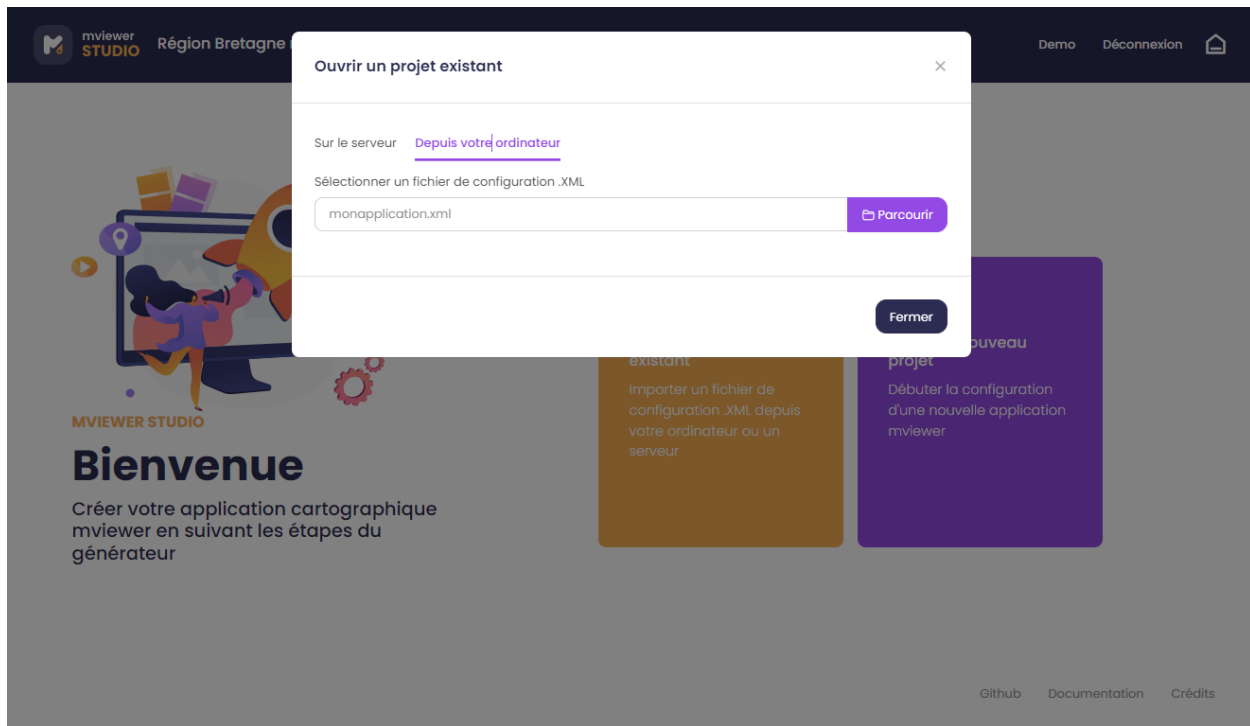 mviewer
STUDIO
Région Bretagne
Demo
Déconnexion
Ouvrir un projet existant
Sur le serveur
Depuis votre ordinateur
Sélectionner un fichier de configuration .XML
monapplication.xml
Parcourir
Fermer
existant
Importer un fichier de
configuration .XML depuis
votre ordinateur ou un
serveur
projet
Débuter la configuration
d'une nouvelle application
mviewer
MVIEWER STUDIO
Bienvenue
Créer votre application cartographique
mviewer en suivant les étapes du
générateur
Github
Documentation
Crédits